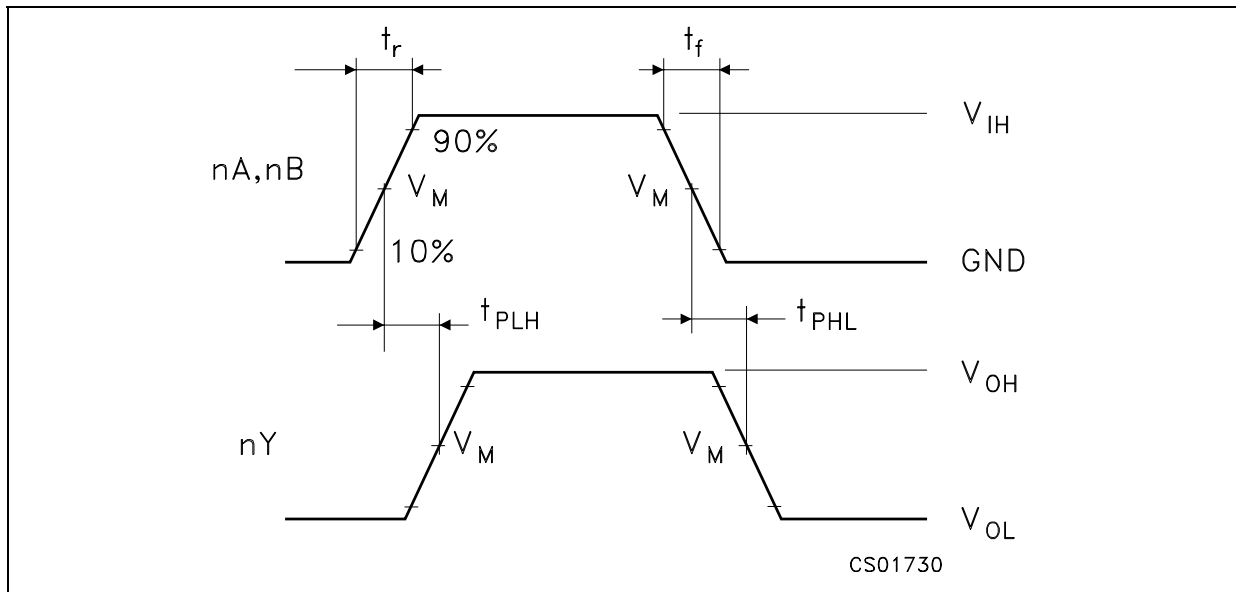 tr
tf
VIH
90%
nA,nB
VM
VM
10%
GND
tPLH
tPHL
VOH
nY
VM
VM
VOL
CS01730